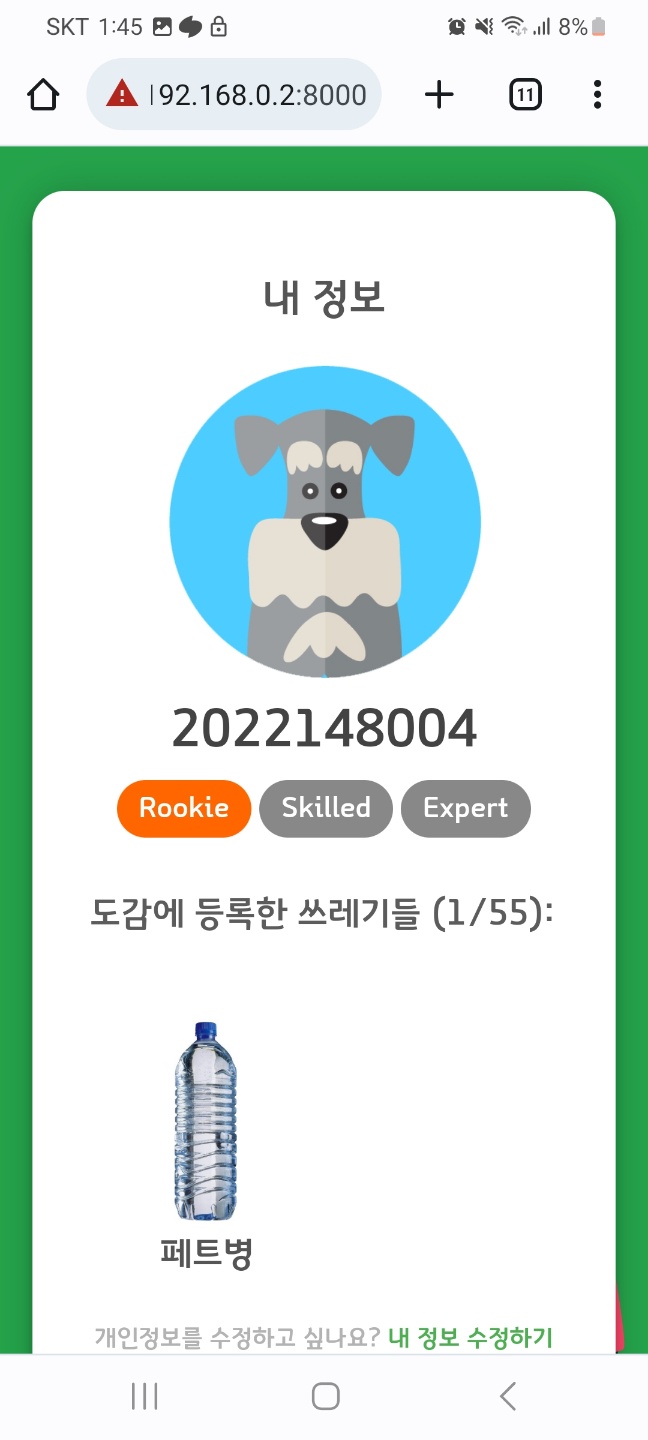 SKT 1:45 8%
192.168.0.2:8000 11
내 정보
2022148004
Rookie Skilled Expert
도감에 등록한 쓰레기들 (1/55):
페트병
개인정보를 수정하고 싶나요? 내 정보 수정하기